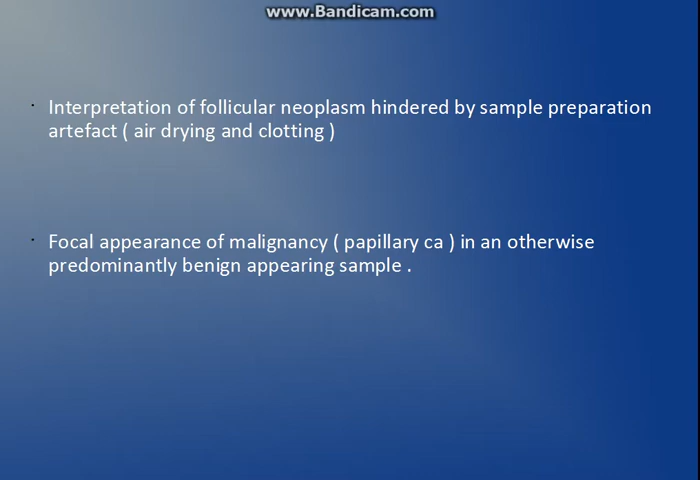 www.Bandicam.com
· Interpretation of follicular neoplasm hindered by sample preparation
artefact ( air drying and clotting )
· Focal appearance of malignancy ( papillary ca ) in an otherwise
predominantly benign appearing sample .